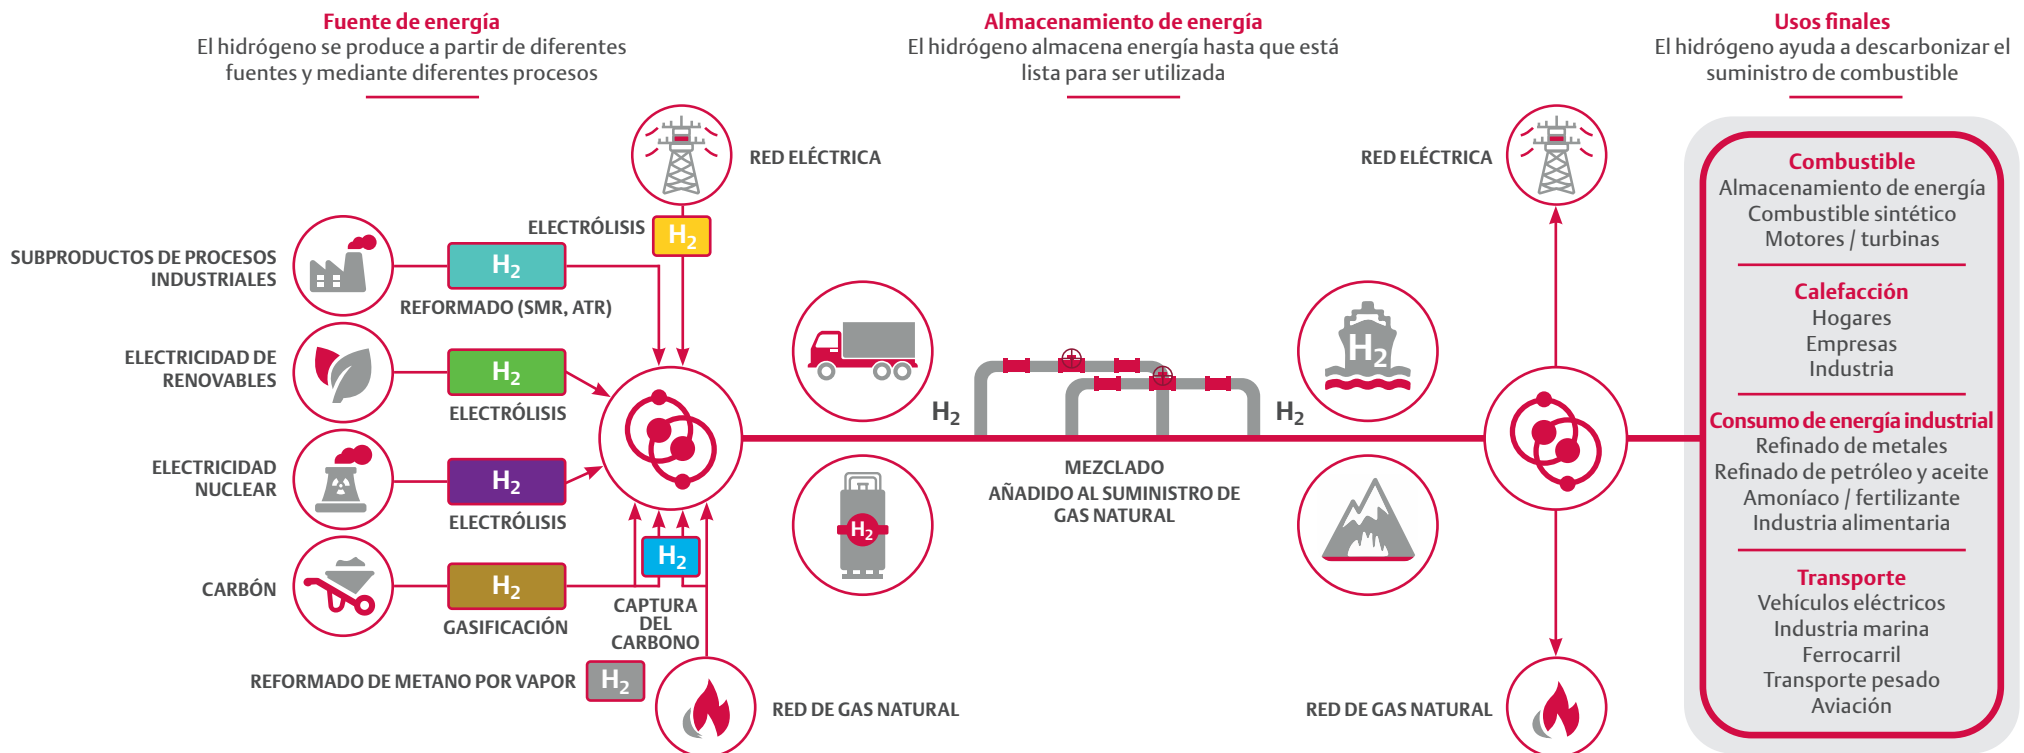 Fuente de energía
El hidrógeno se produce a partir de diferentes
fuentes y mediante diferentes procesos
Almacenamiento de energía
El hidrógeno almacena energía hasta que está
lista para ser utilizada
Usos finales
El hidrógeno ayuda a descarbonizar el
suministro de combustible
RED ELÉCTRICA
ELECTRÓLISIS
H2
SUBPRODUCTOS DE PROCESOS
INDUSTRIALES
H2
REFORMADO (SMR, ATR)
ELECTRICIDAD DE
RENOVABLES
H2
ELECTRÓLISIS
ELECTRICIDAD
NUCLEAR
H2
ELECTRÓLISIS
CARBÓN
H2
GASIFICACIÓN
H2
CAPTURA
DEL
CARBONO
REFORMADO DE METANO POR VAPOR
H2
RED DE GAS NATURAL
H2
H2
H2
H2
MEZCLADO
AÑADIDO AL SUMINISTRO DE
GAS NATURAL
RED ELÉCTRICA
RED DE GAS NATURAL
Combustible
Almacenamiento de energía
Combustible sintético
Motores / turbinas
Calefacción
Hogares
Empresas
Industria
Consumo de energía industrial
Refinado de metales
Refinado de petróleo y aceite
Amoníaco / fertilizante
Industria alimentaria
Transporte
Vehículos eléctricos
Industria marina
Ferrocarril
Transporte pesado
Aviación